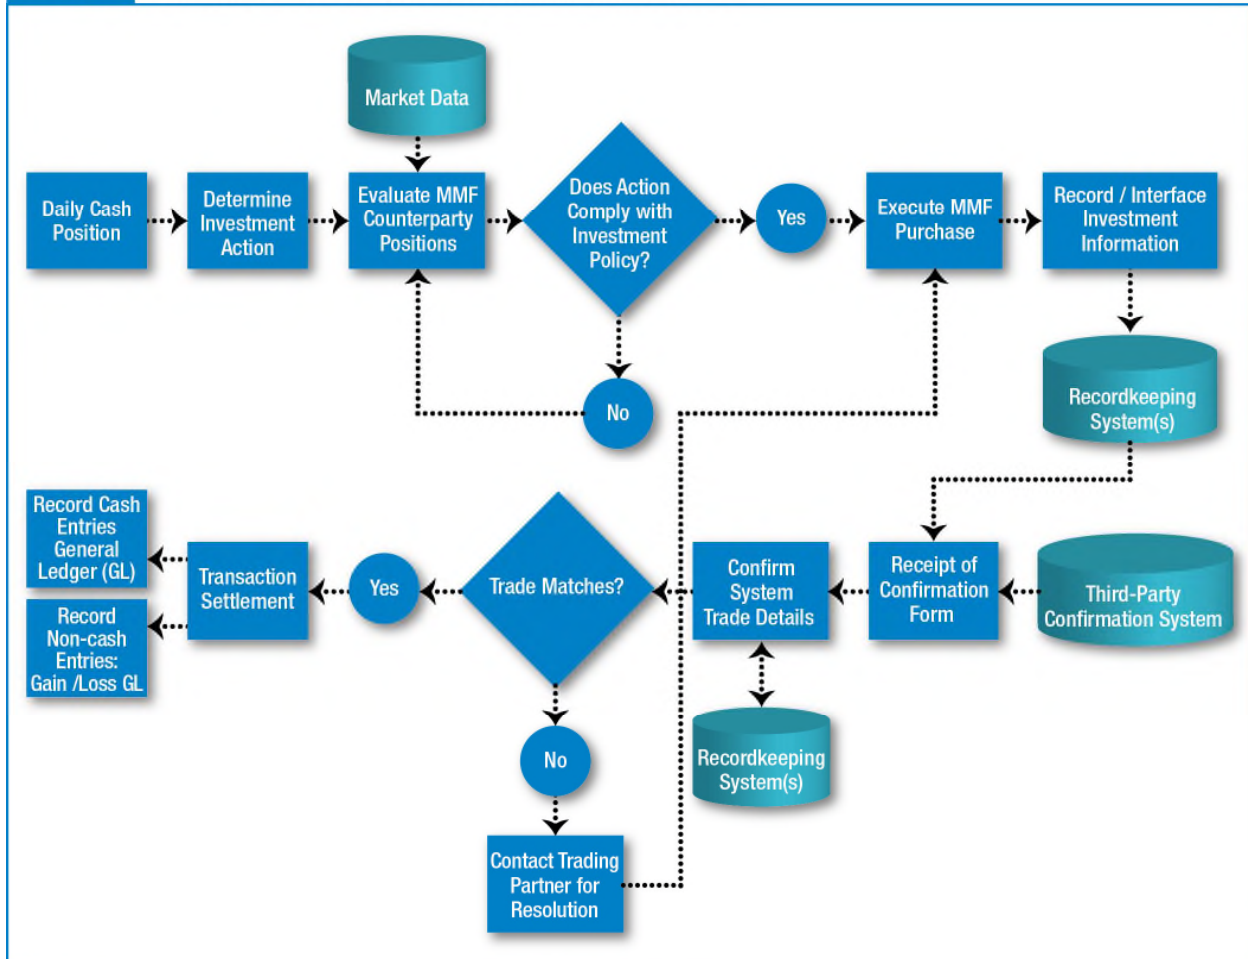 Market Data
Daily Cash
Position
Determine
Investment
Action
Evaluate MMF
Counterparty
Positions
Does Action
Comply with
Investment
Policy?
Yes
Execute MMF
Purchase
Record / Interface
Investment
Information
No
Recordkeeping
System(s)
Record Cash
Entries
General
Ledger (GL)
Record
Non-cash
Entries:
Gain /Loss GL
Transaction
Settlement
Yes
Trade Matches?
Confirm
System
Trade Details
Receipt of
Confirmation
Form
Third-Party
Confirmation System
No
Recordkeeping
System(s)
Contact Trading
Partner for
Resolution